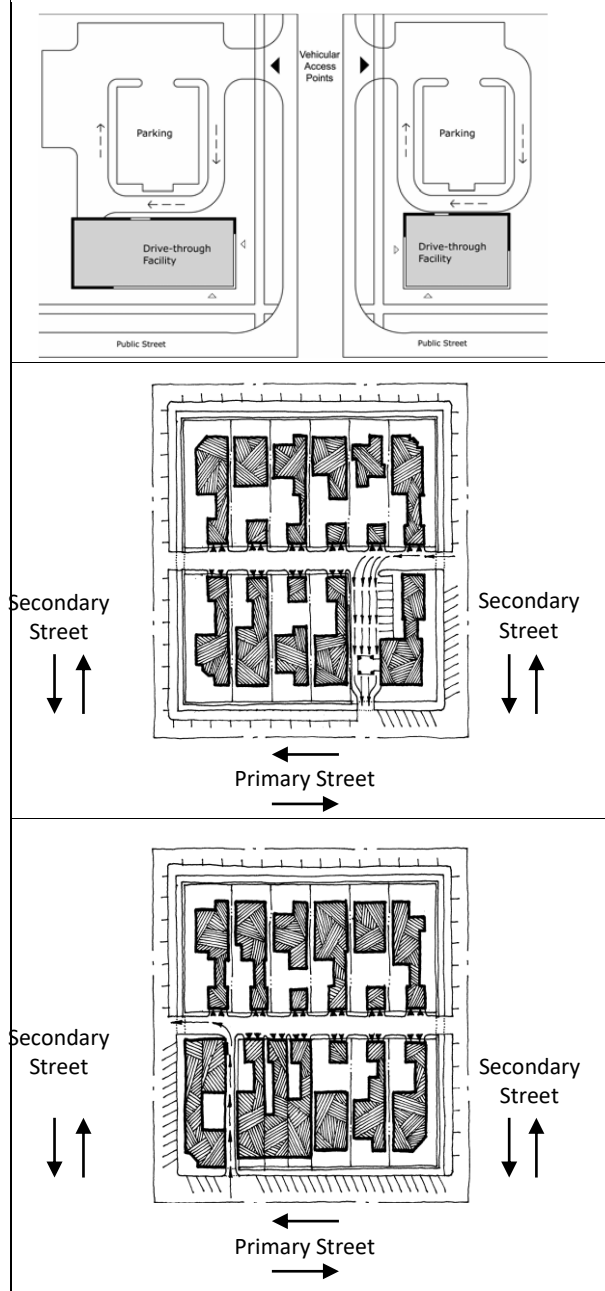 Vehicular
Access
Points
Parking
Parking
Drive-through
Facility
Drive-through
Facility
Public Street
Public Street
Secondary
Street
Secondary
Street
Primary Street
Secondary
Street
Secondary
Street
Primary Street